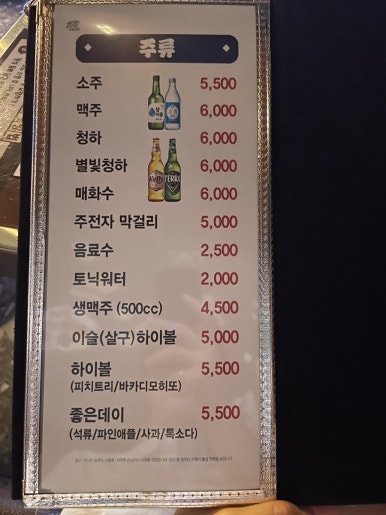 주류
소주 5,500
맥주 6,000
청하 6,000
별빛청하 6,000
매화수 6,000
주전자 막걸리 5,000
음료수 2,500
토닉워터 2,000
생맥주 (500cc) 4,500
이슬(살구)하이볼 5,000
하이볼 5,500
(피치트리/바카디모히또)
좋은데이 5,500
(석류/파인애플/사과/톡소다)
TERRA